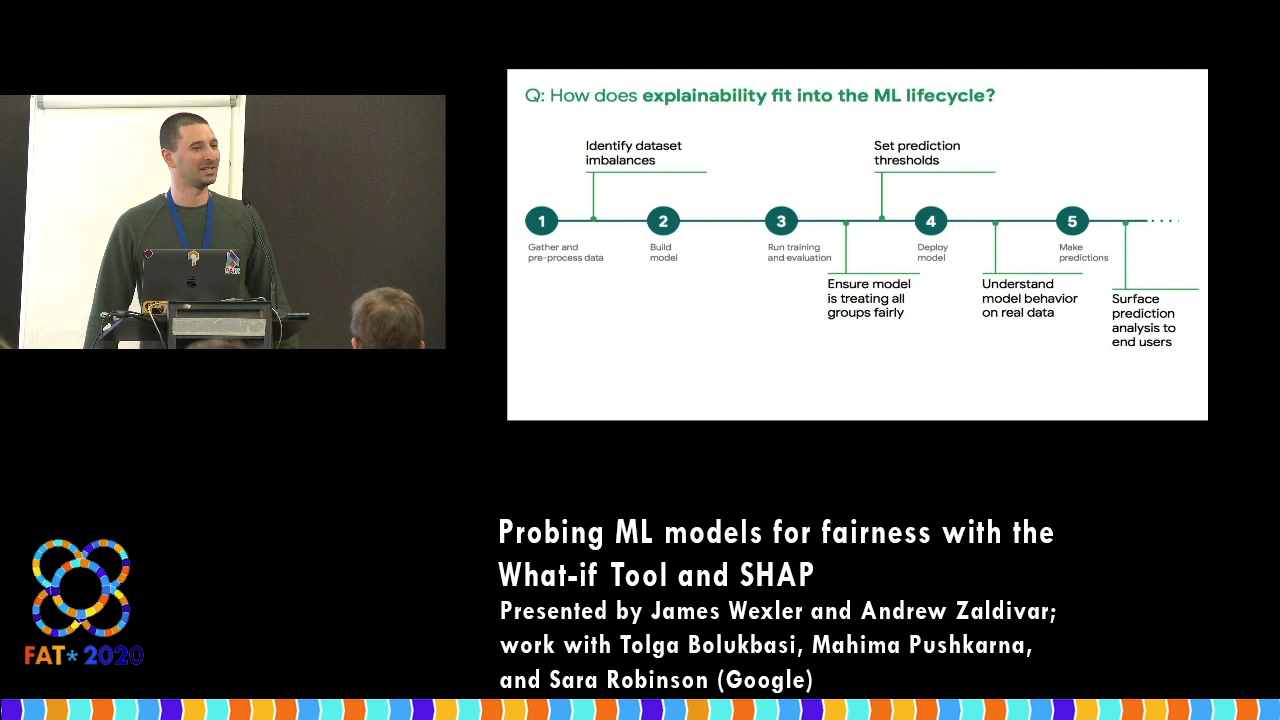 Q: How does explainability fit into the ML lifecycle?
Identify dataset
imbalances
Set prediction
thresholds
1
2
3
4
5
Gather and
pre-process data
Build
model
Run training
and evaluation
Deploy
model
Make
predictions
Ensure model
is treating all
groups fairly
Understand
model behavior
on real data
Surface
prediction
analysis to
end users
Probing ML models for fairness with the
What-if Tool and SHAP
Presented by James Wexler and Andrew Zaldivar;
work with Tolga Bolukbasi, Mahima Pushkarna,
and Sara Robinson (Google)
FAT* 2020